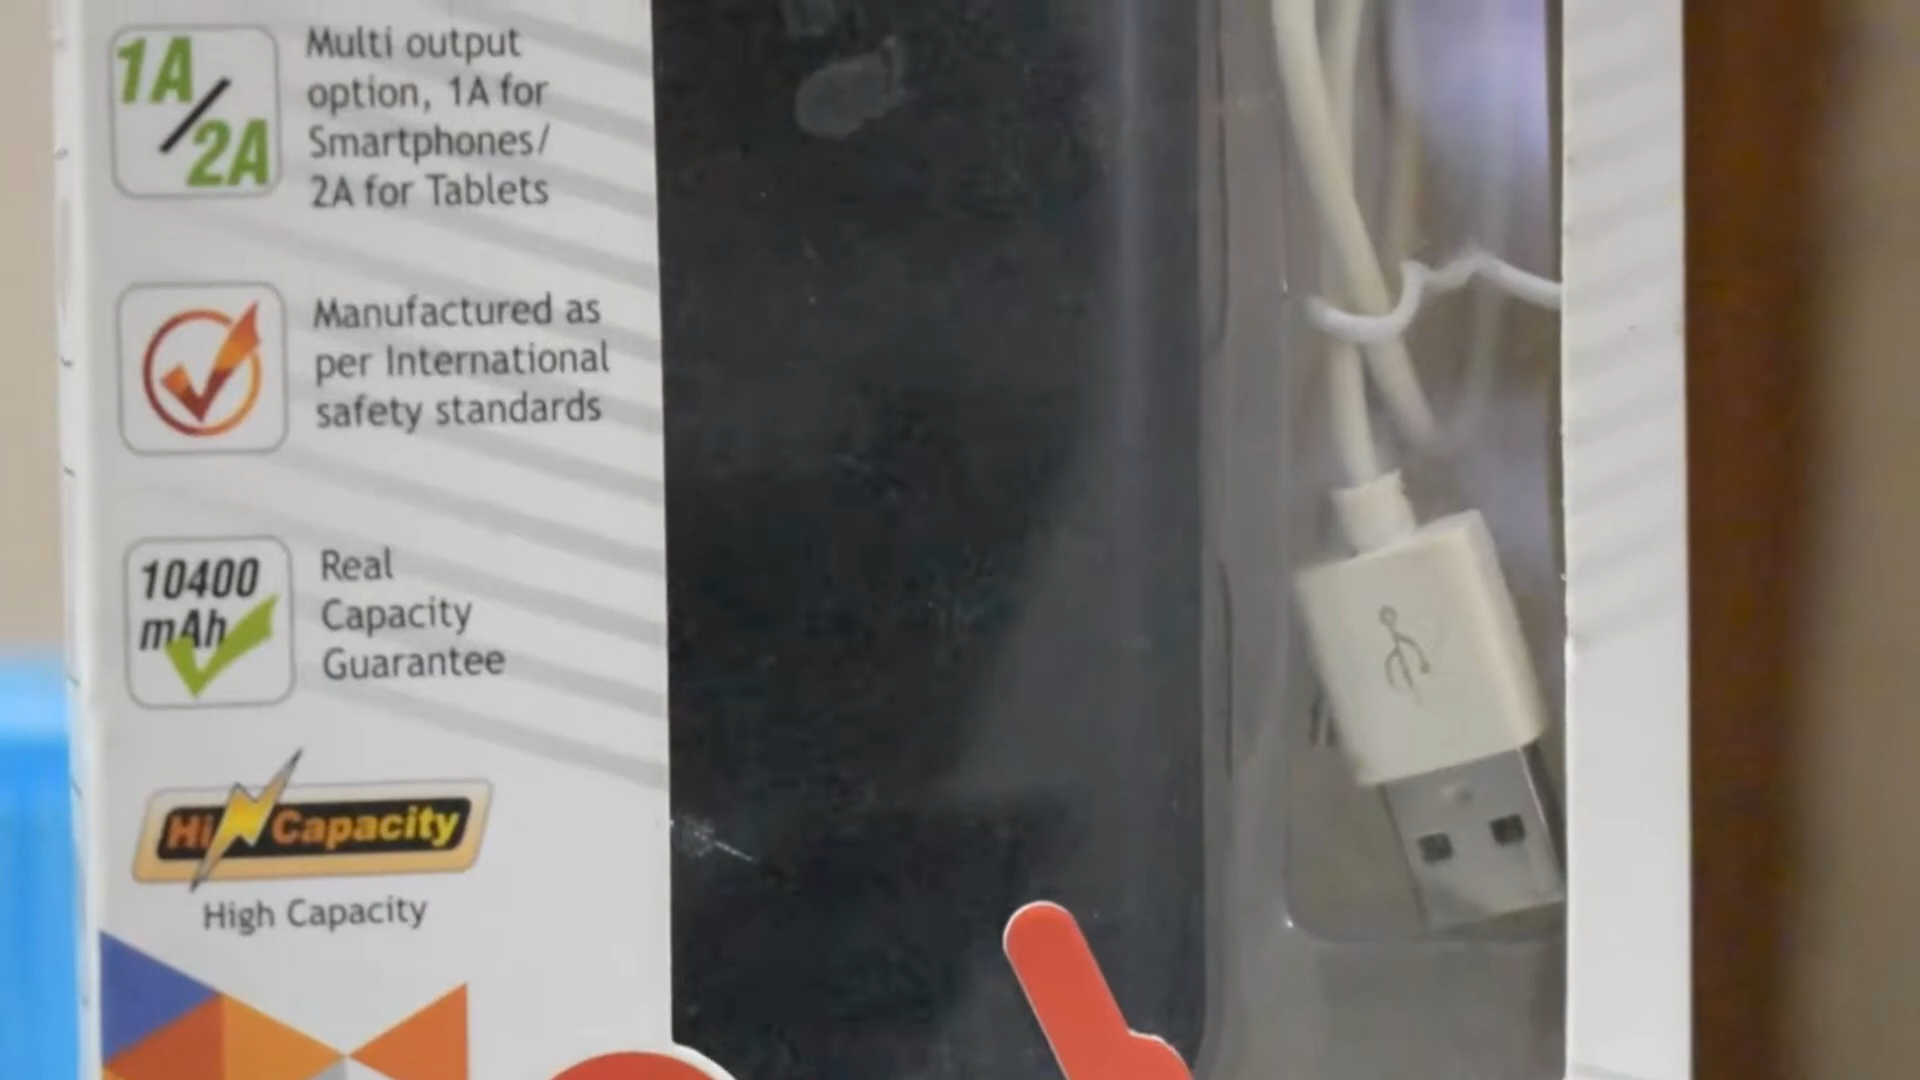 1A/2A
Multi output
option, 1A for
Smartphones/
2A for Tablets
Manufactured as
per International
safety standards
10400
mAh
Real
Capacity
Guarantee
Hi Capacity
High Capacity